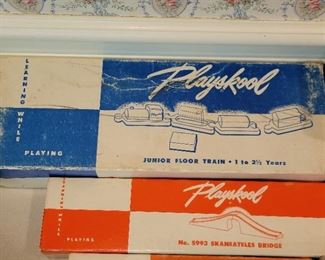 LEARNING WHILE
PLAYING
Playskool
JUNIOR FLOOR TRAIN • 1 to 2½ Years
LEARNING WHILE
PLAYING
Playskool
No. S993 SKANEATELES BRIDGE